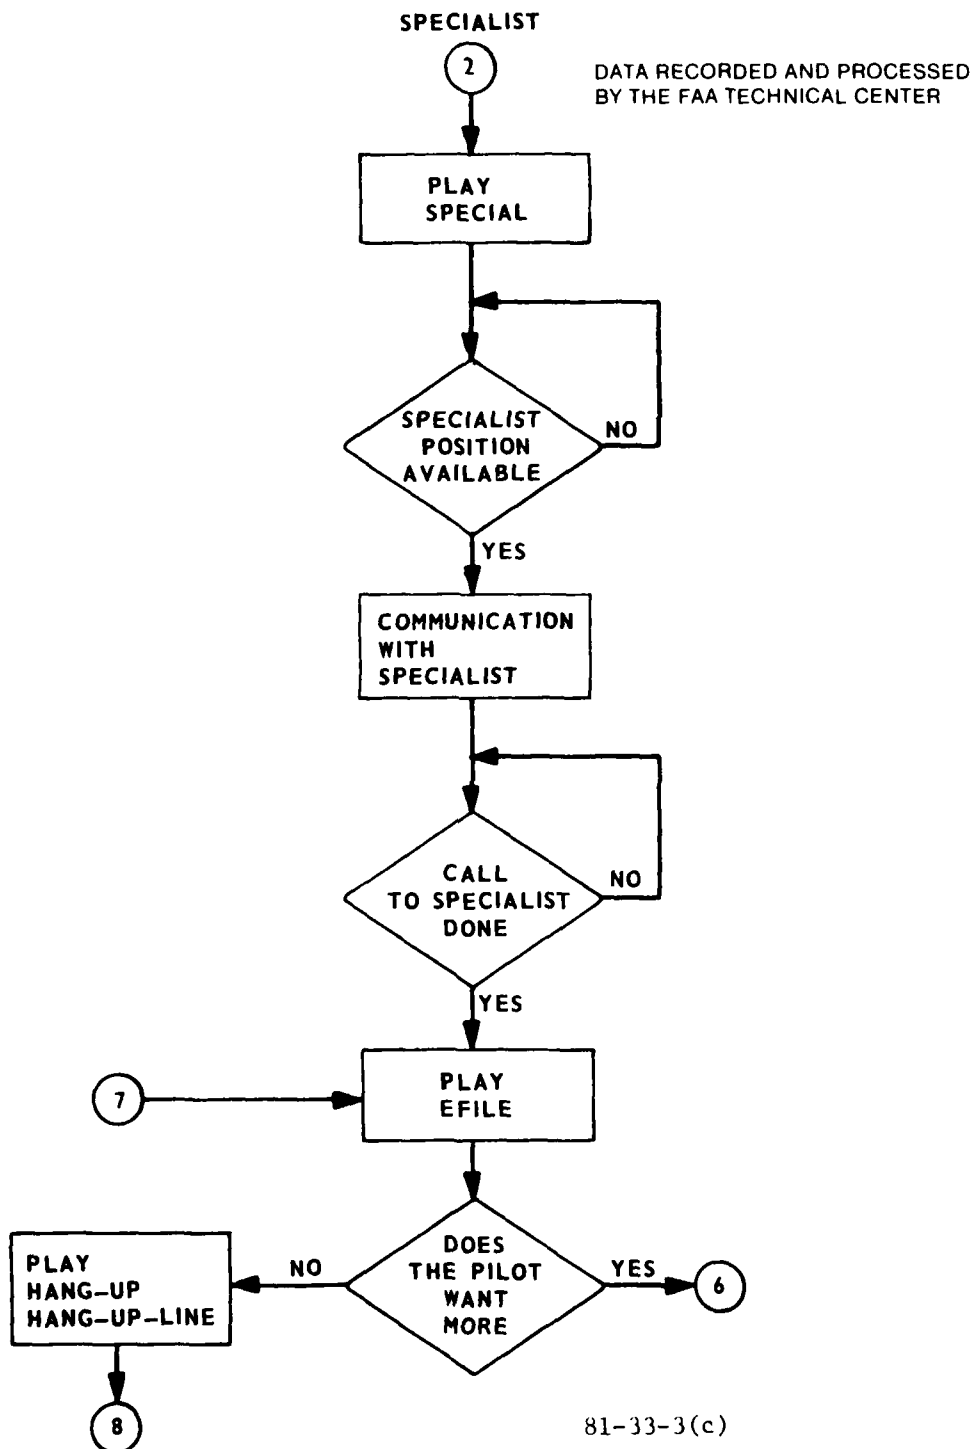 SPECIALIST
2
DATA RECORDED AND PROCESSED
BY THE FAA TECHNICAL CENTER
PLAY
SPECIAL
SPECIALIST
POSITION
AVAILABLE
NO
YES
COMMUNICATION
WITH
SPECIALIST
CALL
TO SPECIALIST
DONE
NO
YES
7
PLAY
EFILE
DOES
THE PILOT
WANT
MORE
NO
YES
6
PLAY
HANG-UP
HANG-UP-LINE
8
81-33-3(c)